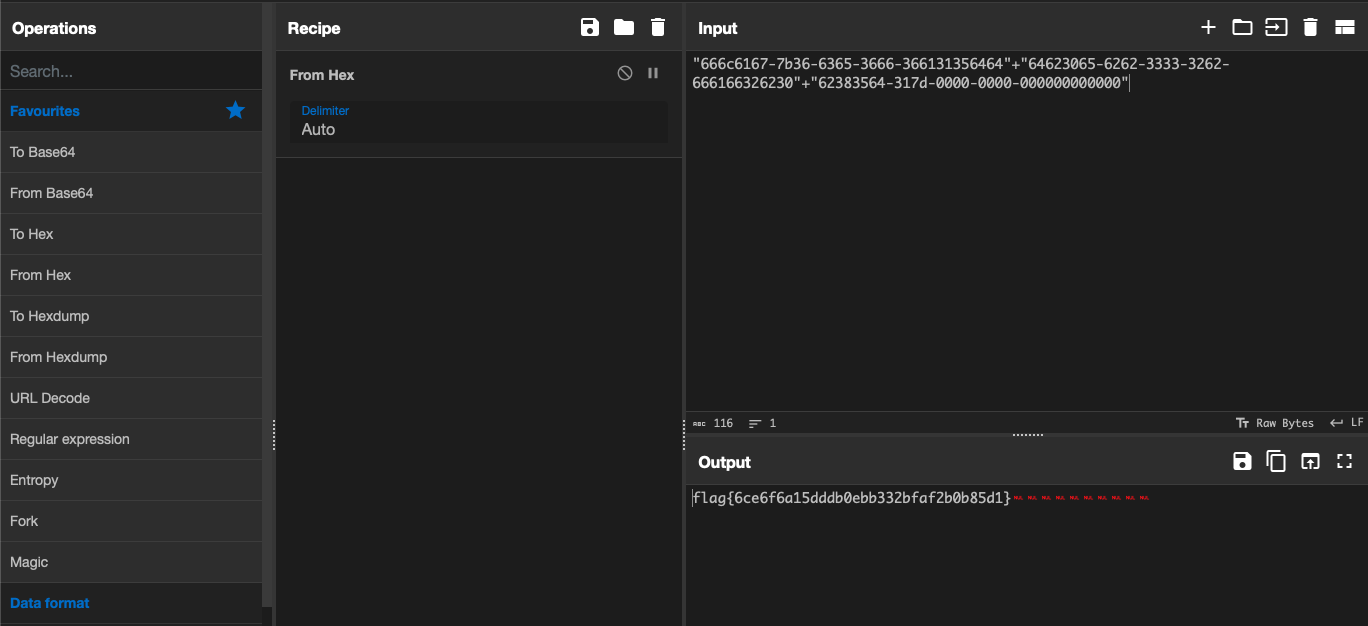 Operations
Search...
Favourites
To Base64
From Base64
To Hex
From Hex
To Hexdump
From Hexdump
URL Decode
Regular expression
Entropy
Fork
Magic
Data format
Recipe
From Hex
Delimiter
Auto
Input
"666c6167-7b36-6365-3666-366131356464"+"64623065-6262-3333-3262-
666166326230"+"62383564-317d-0000-0000-000000000000"
ABC 116 1
Raw Bytes LF
Output
flag{6ce6f6a15dddb0ebb332bfaf2b0b85d1}